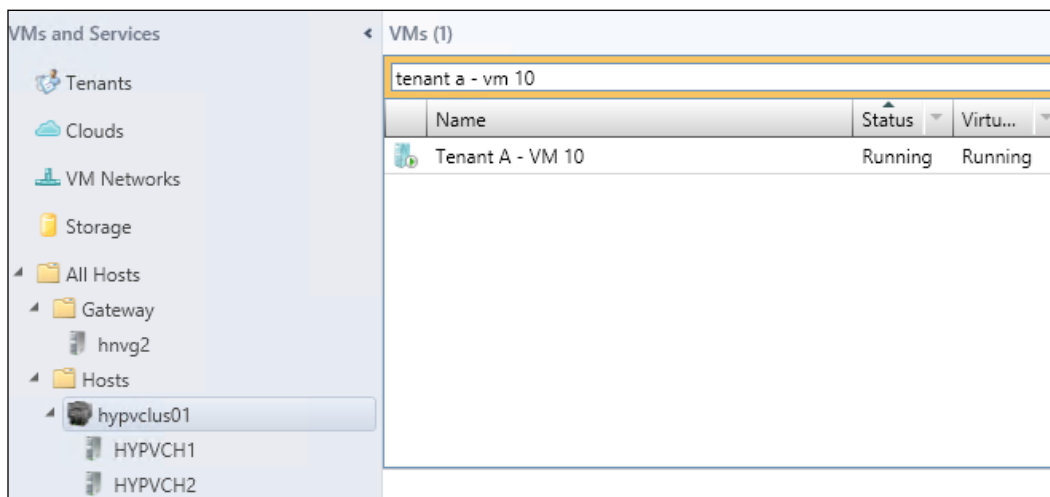 VMs and Services
Tenants
Clouds
VM Networks
Storage
All Hosts
Gateway
hnvg2
Hosts
hypvclus01
HYPVCH1
HYPVCH2
VMs (1)
tenant a - vm 10
Name Status Virtu...
Tenant A - VM 10 Running Running